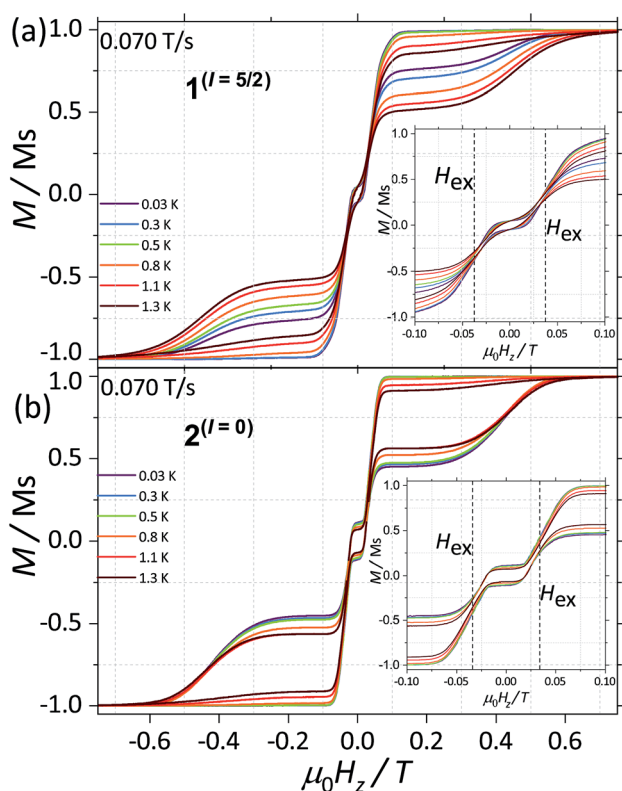 (a)
0.070 T/s
1(I = 5/2)
M / Ms
1.0
0.5
0.0
-0.5
-1.0
0.03 K
0.3 K
0.5 K
0.8 K
1.1 K
1.3 K
M / Ms
1.0
0.5
0.0
-0.5
-1.0
Hex
Hex
-0.10 -0.05 0.00 0.05 0.10
μ0Hz/T
(b)
0.070 T/s
2(I = 0)
M / Ms
1.0
0.5
0.0
-0.5
-1.0
0.03 K
0.3 K
0.5 K
0.8 K
1.1 K
1.3 K
M / Ms
1.0
0.5
0.0
-0.5
-1.0
Hex
Hex
-0.10 -0.05 0.00 0.05 0.10
μ0Hz/T
-0.6 -0.4 -0.2 0.0 0.2 0.4 0.6
μ0Hz / T